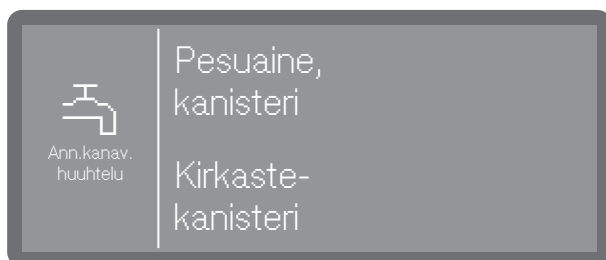 Ann.kanav.
huuhtelu
Pesuaine,
kanisteri
Kirkaste-
kanisteri